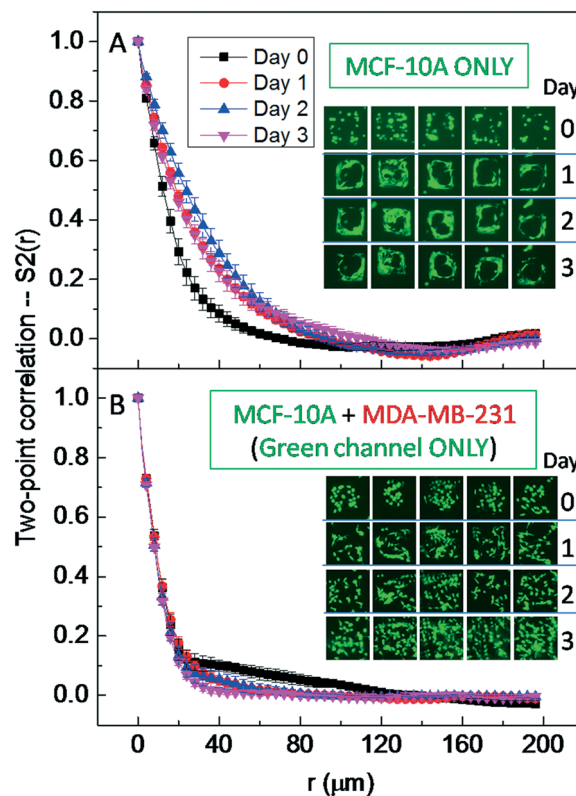 A
Day 0
Day 1
Day 2
Day 3
MCF-10A ONLY
Day
0
1
2
3
1.0
0.8
0.6
0.4
0.2
0.0
Two-point correlation -- S2(r)
B
MCF-10A + MDA-MB-231
(Green channel ONLY)
Day
0
1
2
3
1.0
0.8
0.6
0.4
0.2
0.0
0
40
80
120
160
200
r (μm)